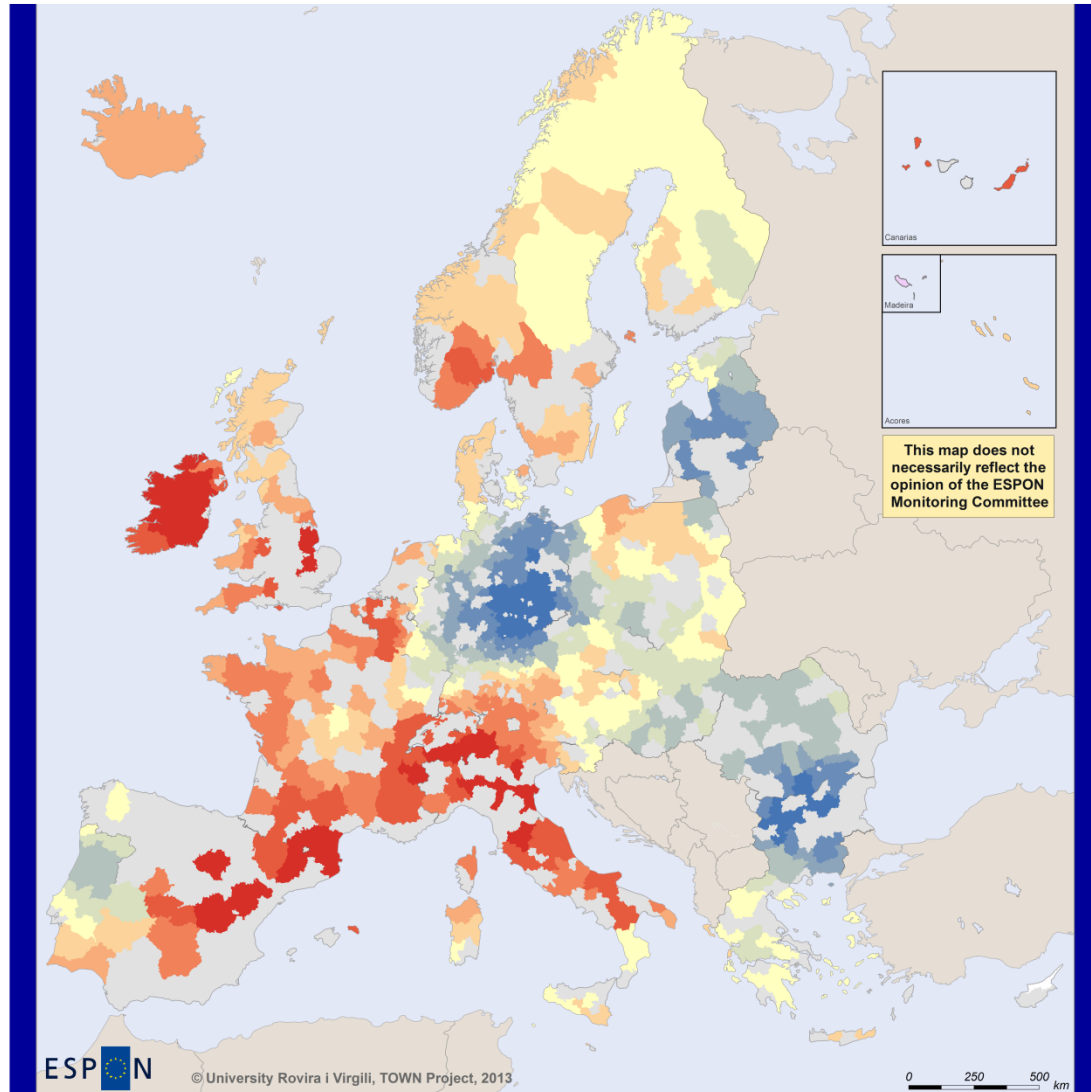 Canarias
Madeira
Acores
This map does not
necessarily reflect the
opinion of the ESPON
Monitoring Committee
ESPON
© University Rovira i Virgili, TOWN Project, 2013
0 250 500
km